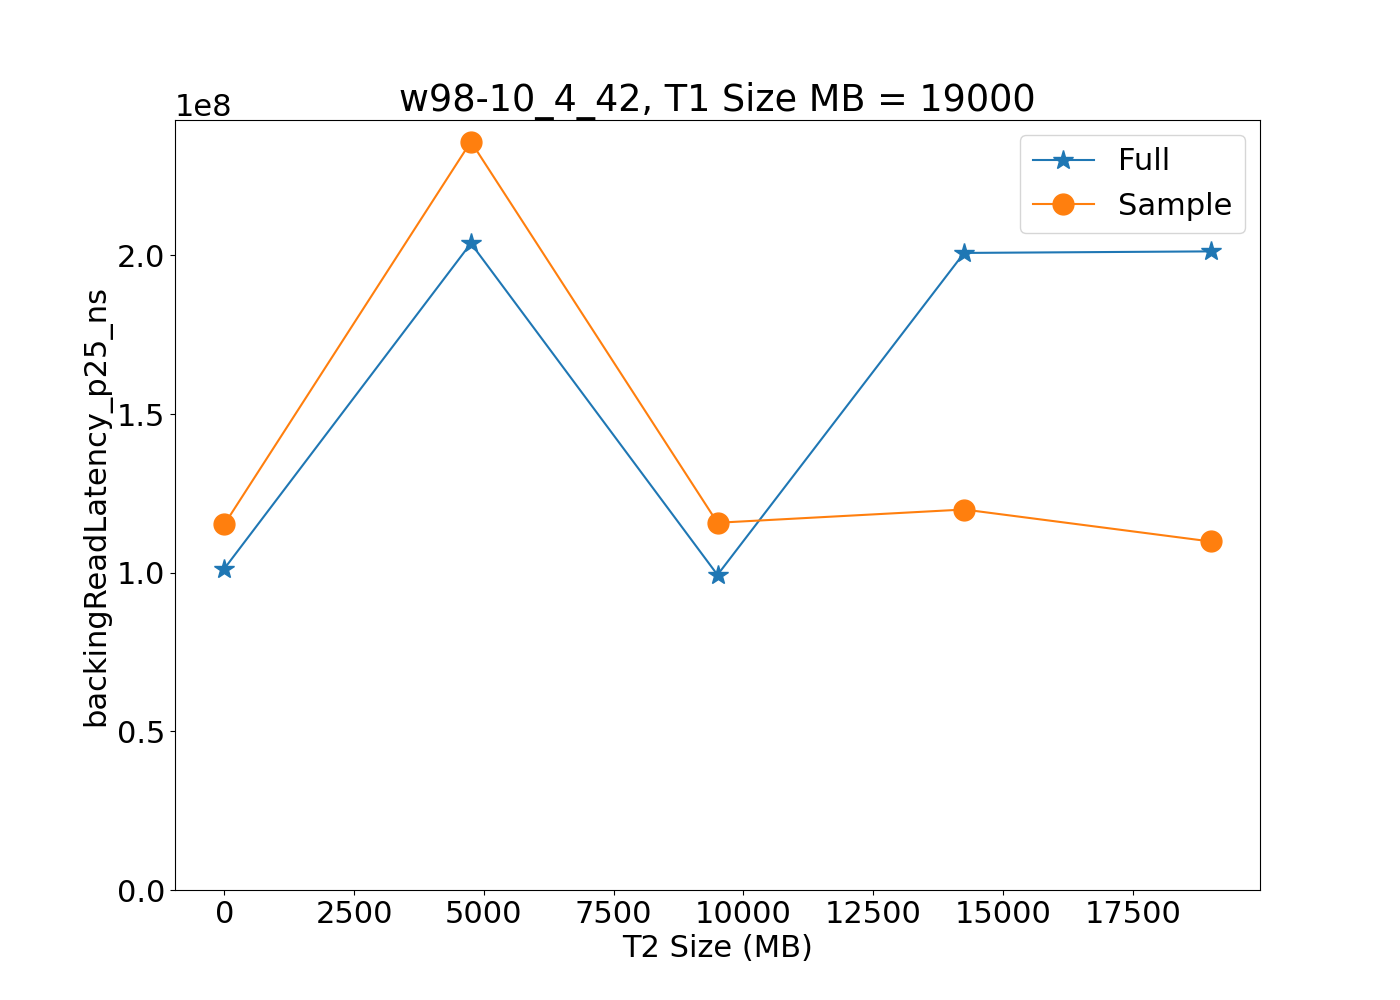 w98-10_4_42, T1 Size MB = 19000
1e8
Full
Sample
2.0
1.5
1.0
0.5
0.0
backingReadLatency_p25_ns
0 2500 5000 7500 10000 12500 15000 17500
T2 Size (MB)